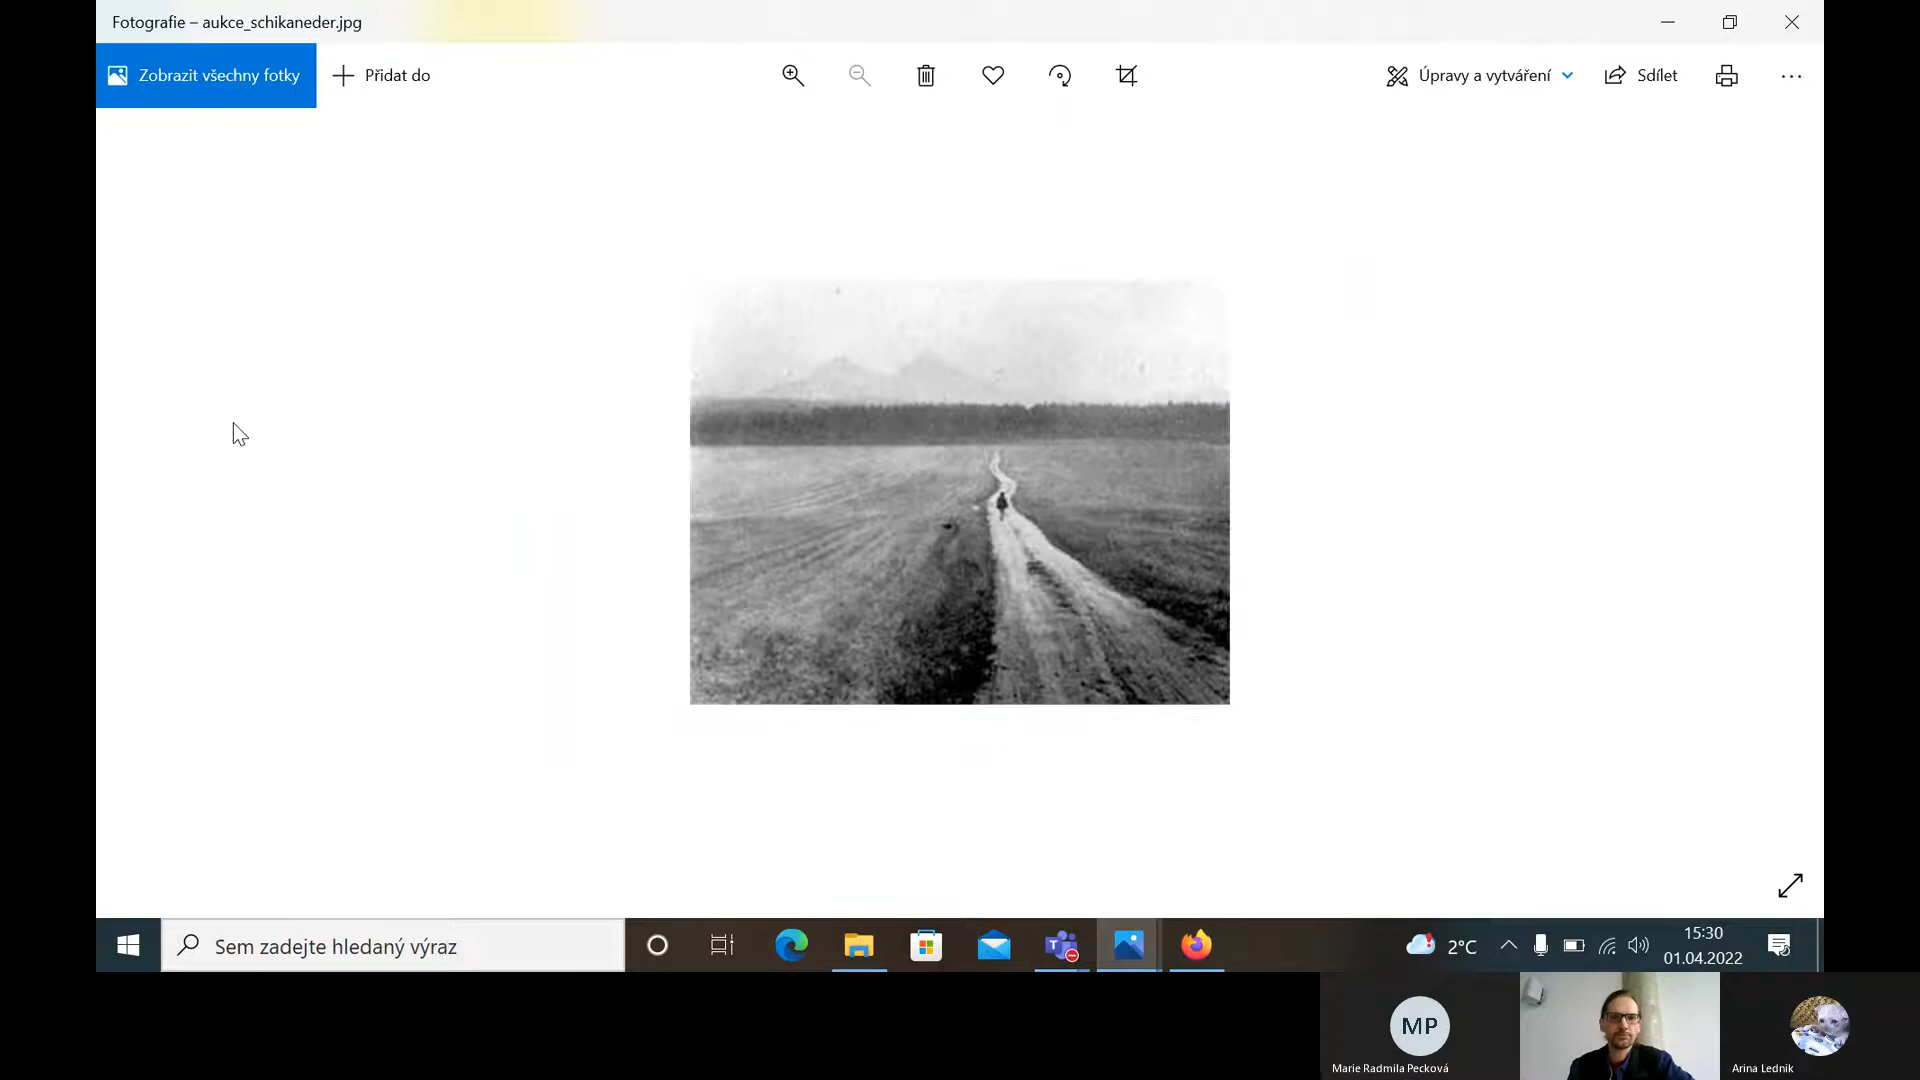 Fotografie – aukce_schikaneder.jpg
Zobrazit všechny fotky
Přidat do
Úpravy a vytváření
Sdílet
Sem zadejte hledaný výraz
2°C
15:30
01.04.2022
MP
Marie Radmila Pecková
Arina Lednik